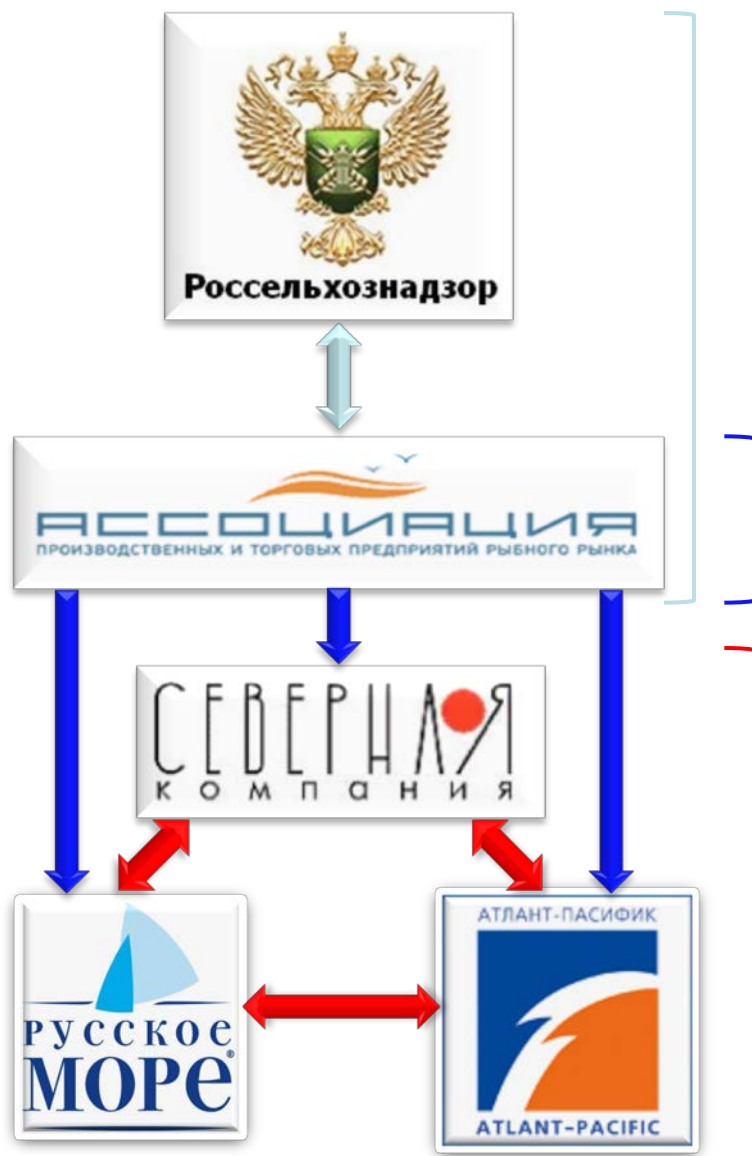 Россельхознадзор
АССОЦИАЦИЯ
ПРОИЗВОДСТВЕННЫХ И ТОРГОВЫХ ПРЕДПРИЯТИЙ РЫБНОГО РЫНКА
СЕВЕРНАЯ
компания
РУССКОЕ
МОРЕ®
АТЛАНТ-ПАСИФИК
ATLANT-PACIFIC